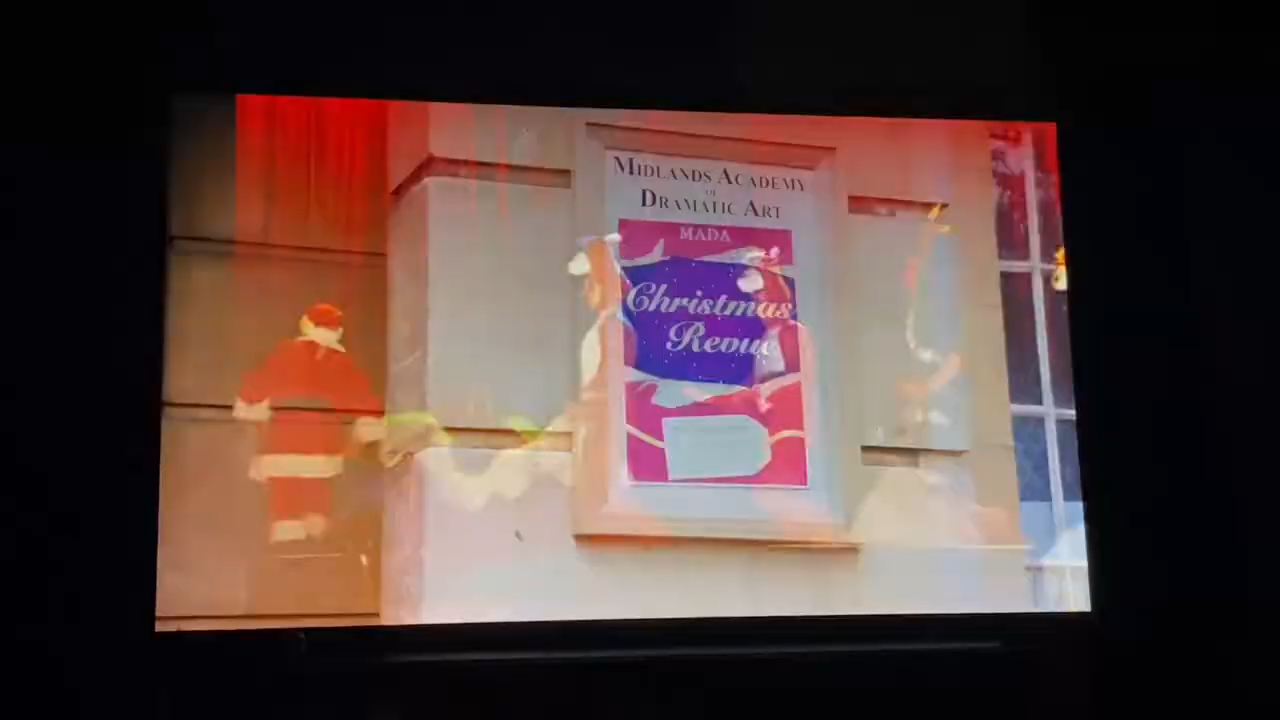 MIDLANDS ACADEMY
OF
DRAMATIC ART
MADA
Christmas
Revue